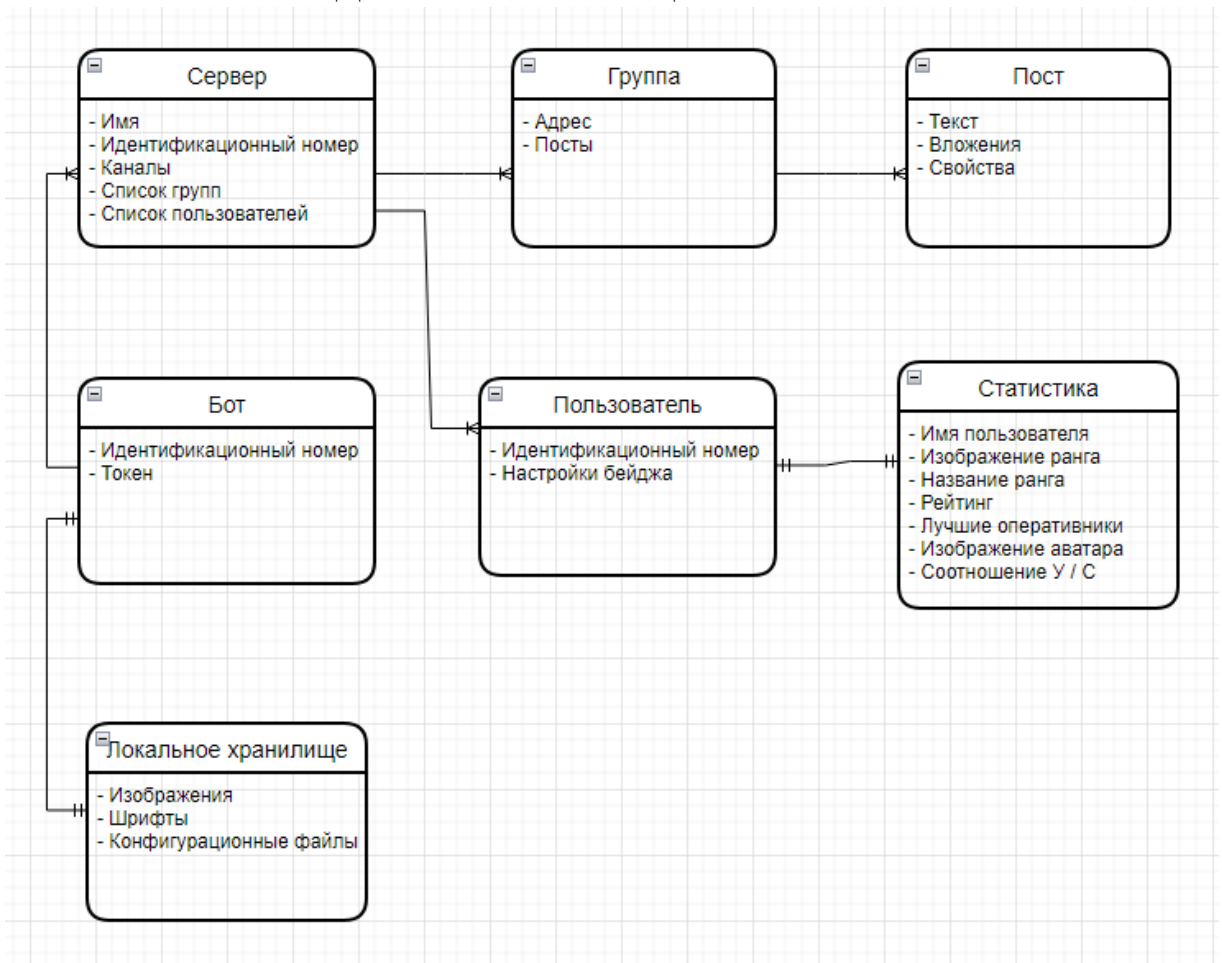 Сервер
- Имя
- Идентификационный номер
- Каналы
- Список групп
- Список пользователей
Группа
- Адрес
- Посты
Пост
- Текст
- Вложения
- Свойства
Бот
- Идентификационный номер
- Токен
Пользователь
- Идентификационный номер
- Настройки бейджа
Статистика
- Имя пользователя
- Изображение ранга
- Название ранга
- Рейтинг
- Лучшие оперативники
- Изображение аватара
- Соотношение У / С
Локальное хранилище
- Изображения
- Шрифты
- Конфигурационные файлы